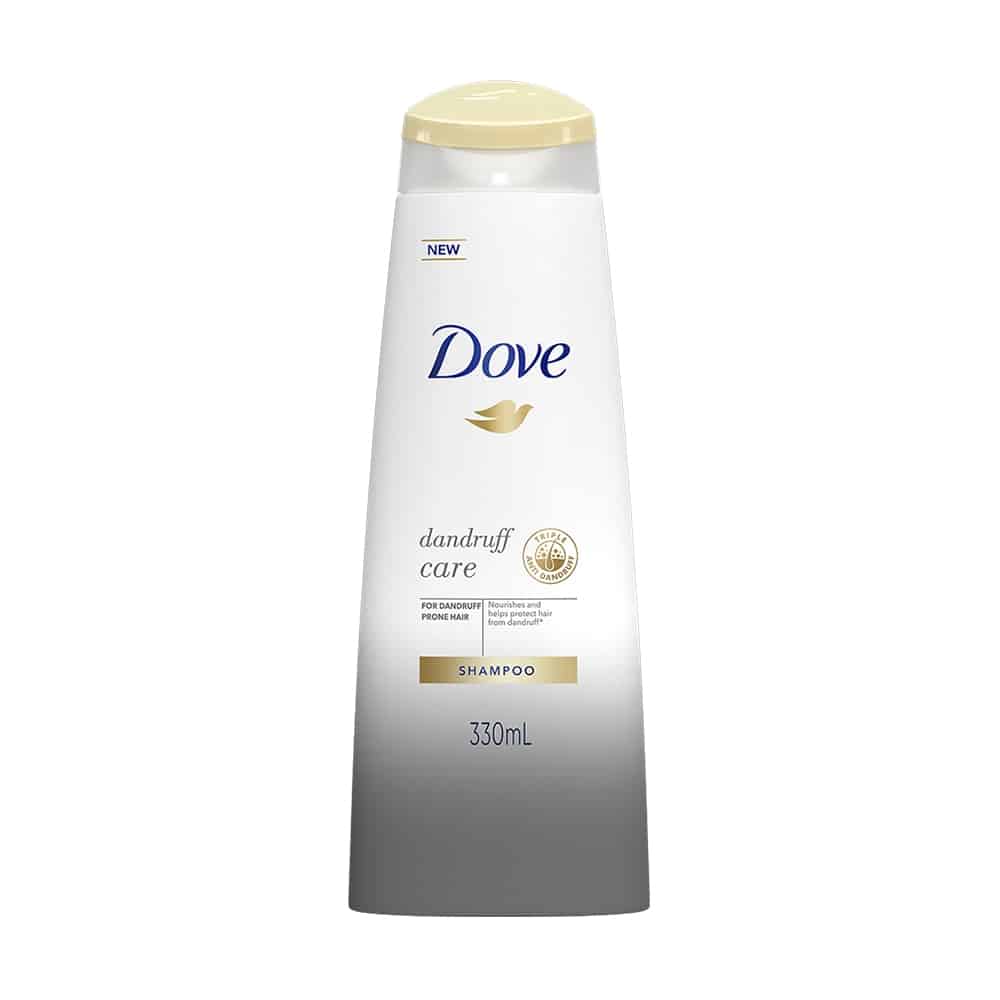 NEW
Dove
dandruff
care
TRIPLE
ANTI DANDRUFF
FOR DANDRUFF
PRONE HAIR
Nourishes and
helps protect hair
from dandruff*
SHAMPOO
330mL